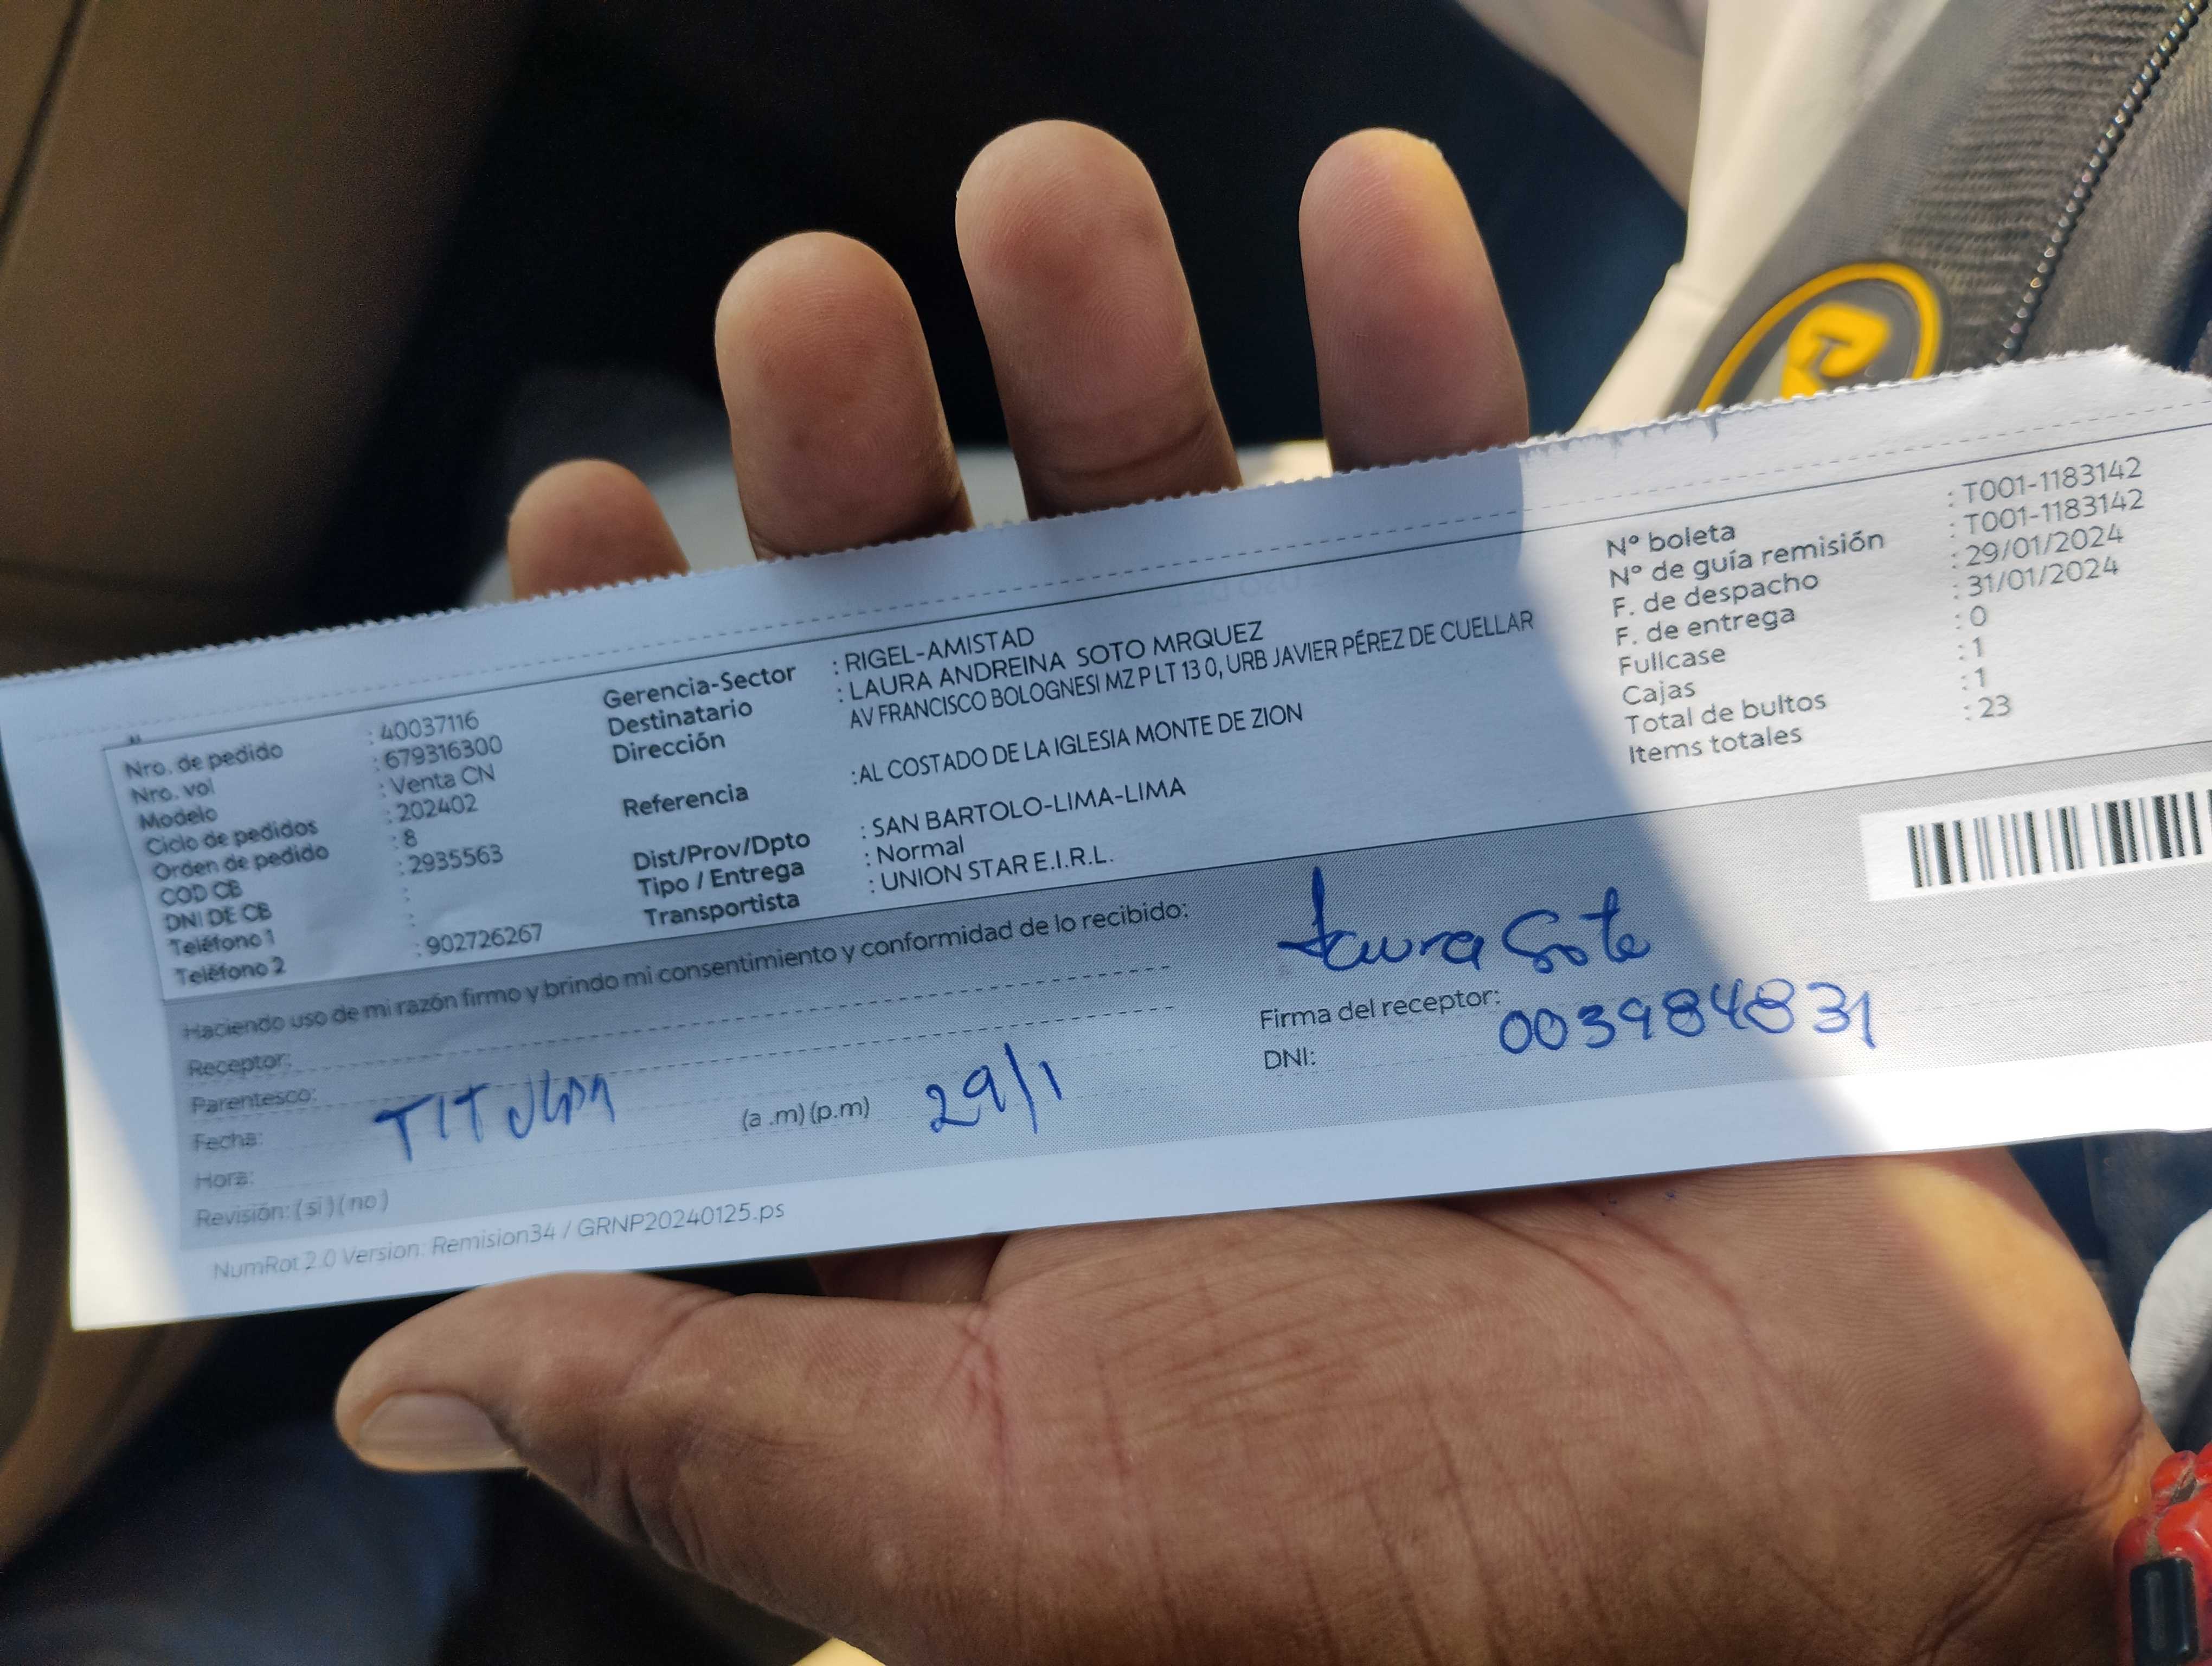 Nro. de pedido : 40037116
Nro. vol : 679316300
Modelo : Venta CN
Ciclo de pedidos : 202402
Orden de pedido : 8
COD CB : 2935563
DNI DE CB :
Teléfono 1 :
Teléfono 2 : 902726267
Gerencia-Sector : RIGEL-AMISTAD
Destinatario : LAURA ANDREINA SOTO MRQUEZ
Dirección AV FRANCISCO BOLOGNESI MZ P LT 13 0, URB JAVIER PÉREZ DE CUELLAR
Referencia : AL COSTADO DE LA IGLESIA MONTE DE ZION
Dist/Prov/Dpto : SAN BARTOLO-LIMA-LIMA
Tipo / Entrega : Normal
Transportista : UNION STAR E.I.R.L.
Nº boleta : T001-1183142
Nº de guía remisión : T001-1183142
F. de despacho : 29/01/2024
F. de entrega : 31/01/2024
Fullcase : 0
Cajas : 1
Total de bultos : 1
Items totales : 23
Haciendo uso de mi razón firmo y brindo mi consentimiento y conformidad de lo recibido:
Receptor:
Parentesco:
Fecha: TITULAR (a .m) (p.m) 29/1
Hora:
Revisión: (si) (no)
Laura Soto
Firma del receptor:
DNI: 003984831
NumRot 2.0 Version: Remision34 / GRNP20240125.ps